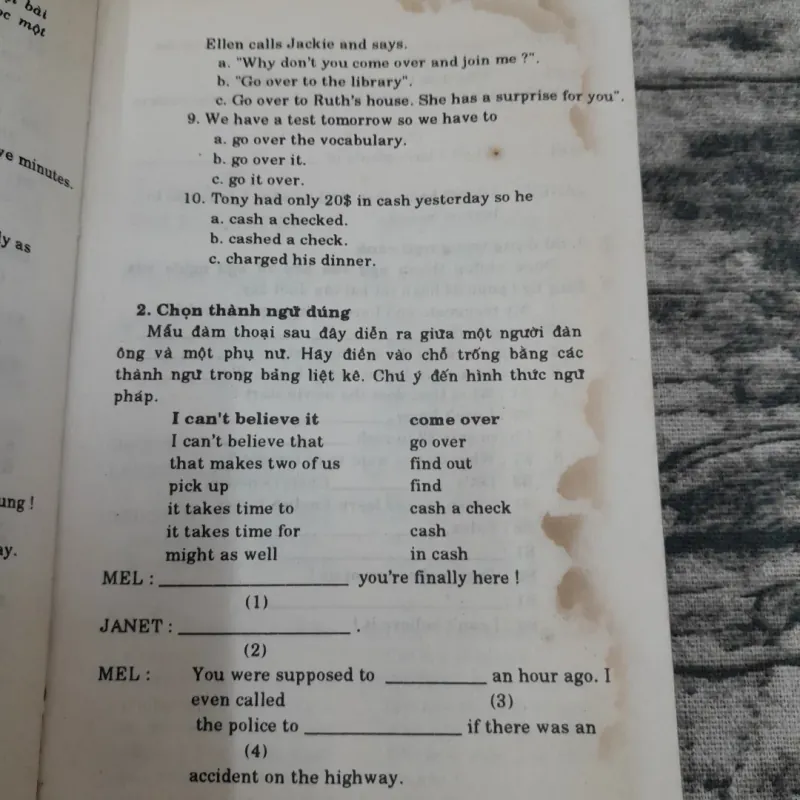 ve minutes.
ly as
ung !
ay.
Ellen calls Jackie and says.
a. "Why don't you come over and join me ?".
b. "Go over to the library".
c. Go over to Ruth's house. She has a surprise for you".
9. We have a test tomorrow so we have to
a. go over the vocabulary.
b. go over it.
c. go it over.
10. Tony had only 20$ in cash yesterday so he
a. cash a checked.
b. cashed a check.
c. charged his dinner.
2. Chọn thành ngữ đúng
Mẩu đàm thoại sau đây diễn ra giữa một người đàn
ông và một phụ nữ. Hãy điền vào chỗ trống bằng các
thành ngữ trong bảng liệt kê. Chú ý đến hình thức ngữ
pháp.
I can't believe it come over
I can't believe that go over
that makes two of us find out
pick up find
it takes time to cash a check
it takes time for cash
might as well in cash
MEL : ____________________ you're finally here !
(1)
JANET : ____________________ .
(2)
MEL : You were supposed to ___________ an hour ago. I
even called (3)
the police to _________________ if there was an
(4)
accident on the highway.